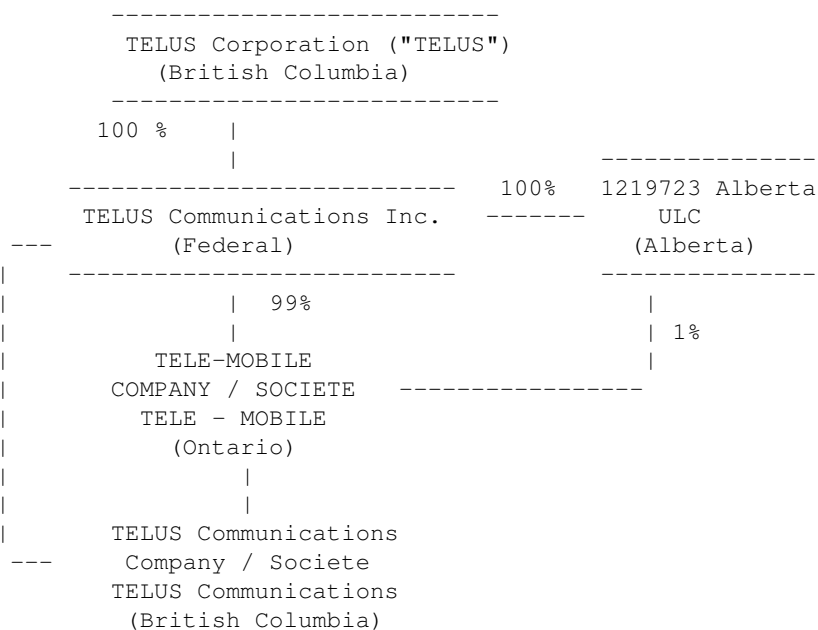 ---------------------------
TELUS Corporation ("TELUS")
(British Columbia)
---------------------------
100 % |
| ---------------
--------------------------- 100% 1219723 Alberta
TELUS Communications Inc. ------- ULC
--- (Federal) (Alberta)
| --------------------------- ---------------
| | 99% |
| | | 1%
| TELE-MOBILE |
| COMPANY / SOCIETE -----------------
| TELE - MOBILE
| (Ontario)
| |
| |
| TELUS Communications
--- Company / Societe
TELUS Communications
(British Columbia)